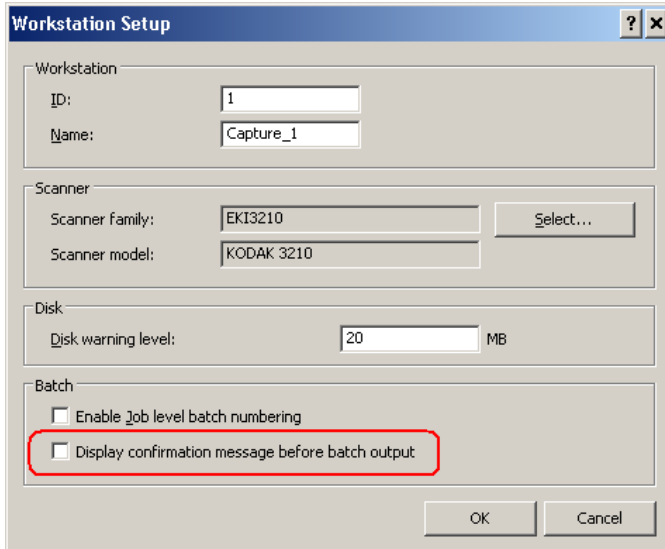 Workstation Setup
Workstation
ID: 1
Name: Capture_1
Scanner
Scanner family: EKI3210 Select...
Scanner model: KODAK 3210
Disk
Disk warning level: 20 MB
Batch
Enable Job level batch numbering
Display confirmation message before batch output
OK Cancel